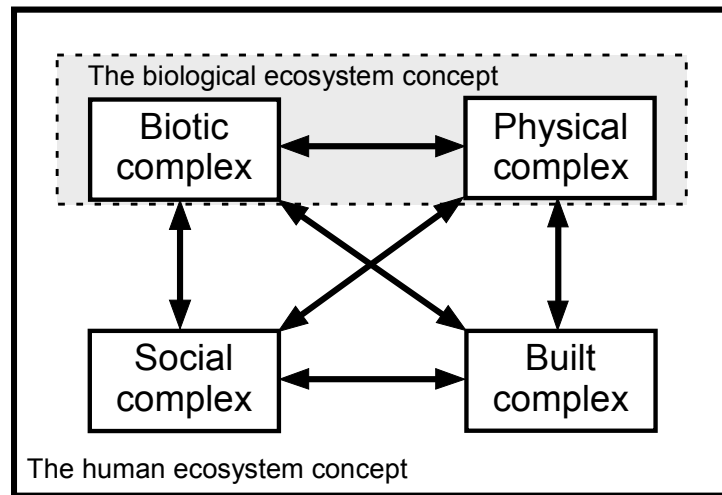 The biological ecosystem concept
Biotic
complex
Physical
complex
Social
complex
Built
complex
The human ecosystem concept